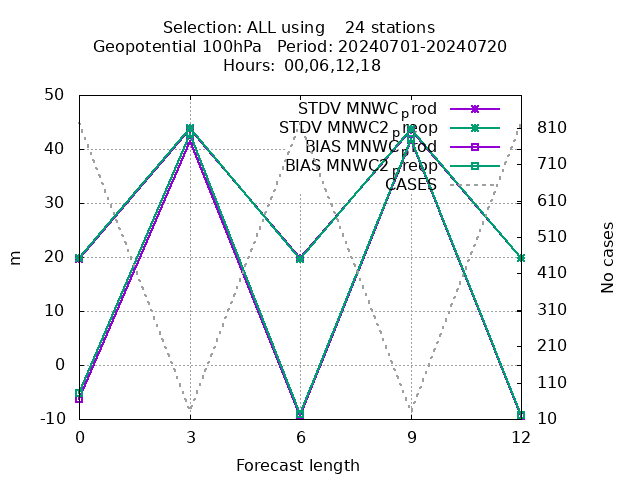 Selection: ALL using    24 stations
Geopotential 100hPa   Period: 20240701-20240720
Hours: 00,06,12,18
50
40
30
20
10
0
-10
m
STDV MNWC_prod
STDV MNWC2_preop
BIAS MNWC_prod
BIAS MNWC2_preop
CASES
810
710
610
510
410
310
210
110
10
No cases
0 3 6 9 12
Forecast length